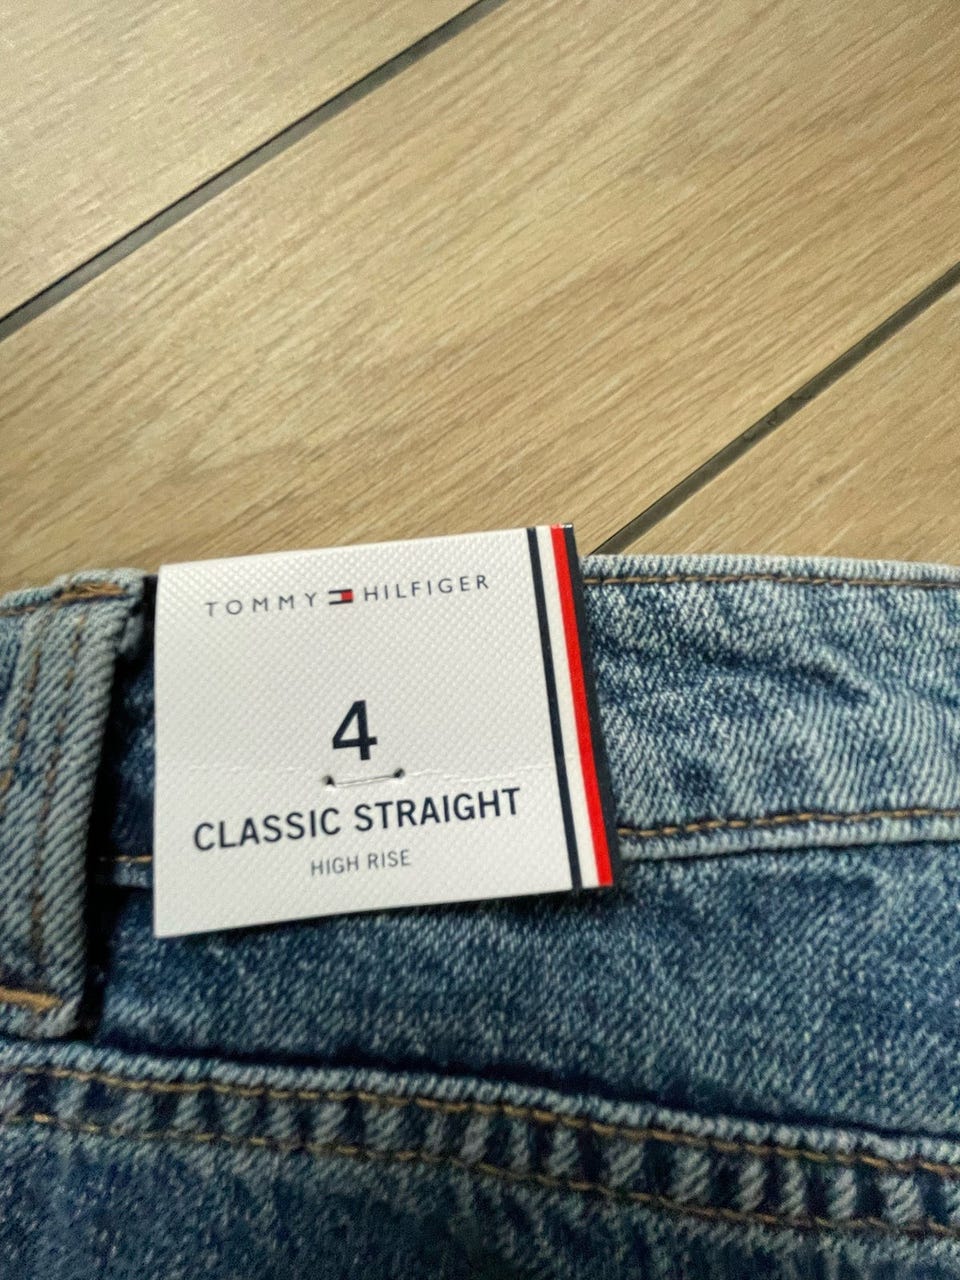 TOMMY HILFIGER
4
CLASSIC STRAIGHT
HIGH RISE